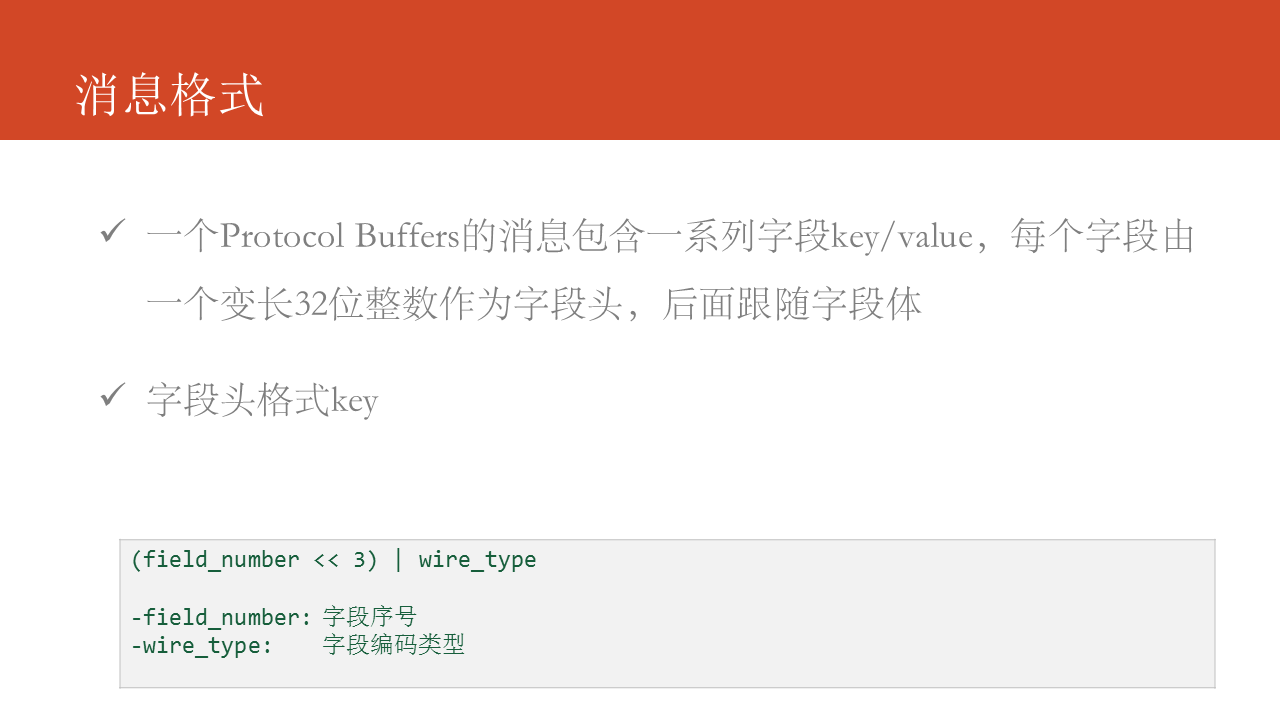 消息格式
✓ 一个Protocol Buffers的消息包含一系列字段key/value，每个字段由
一个变长32位整数作为字段头，后面跟随字段体
✓ 字段头格式key
(field_number << 3) | wire_type
-field_number: 字段序号
-wire_type: 字段编码类型